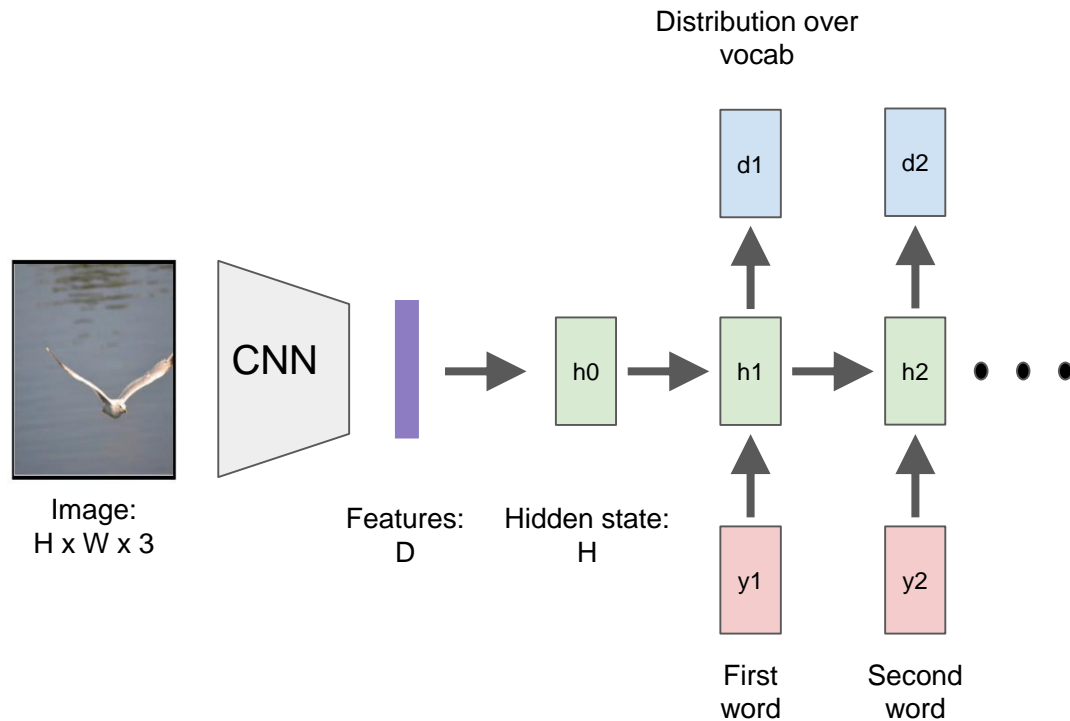 Distribution over
vocab
d1
d2
CNN
h0
h1
h2
Image:
H x W x 3
Features:
D
Hidden state:
H
y1
y2
First
word
Second
word